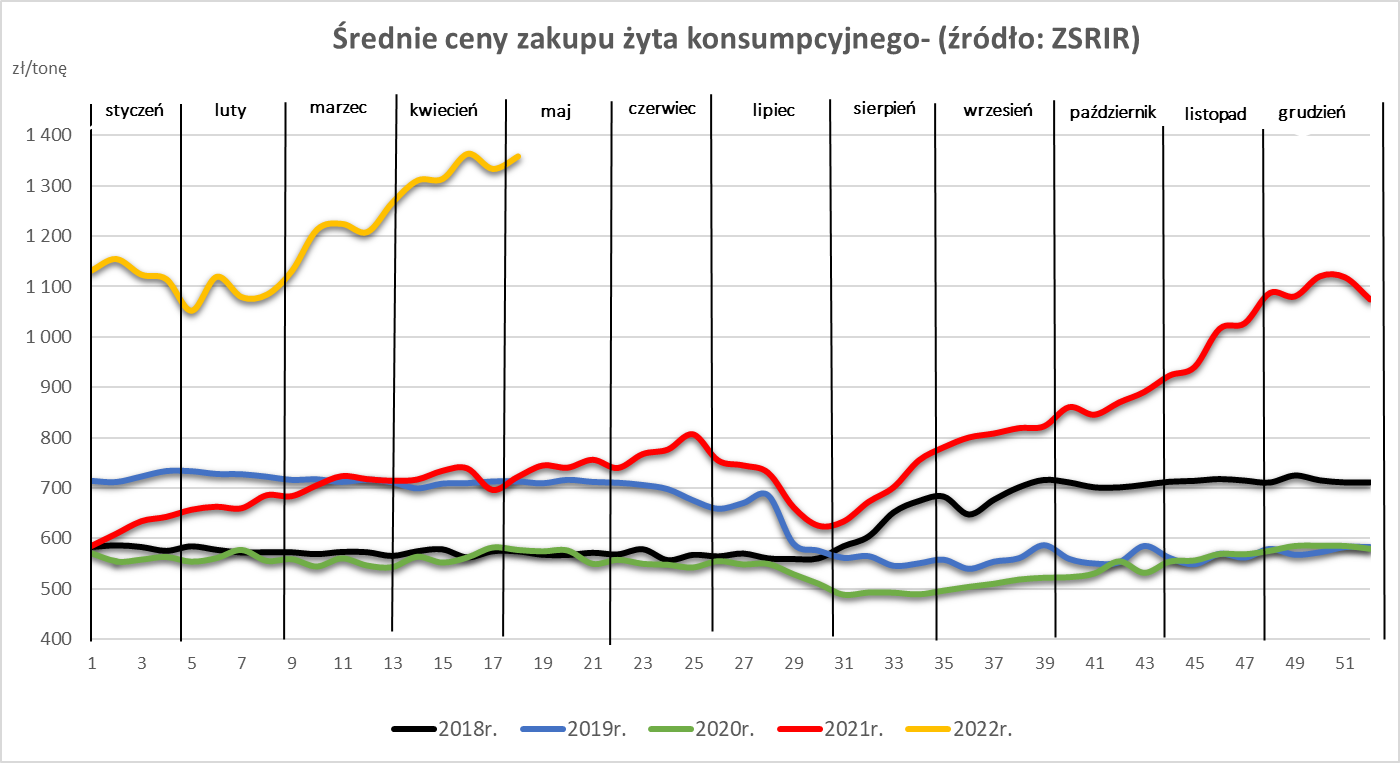 Średnie ceny zakupu żyta konsumpcyjnego- (źródło: ZSRIR)
zł/tonę
styczeń luty marzec kwiecień maj czerwiec lipiec sierpień wrzesień październik listopad grudzień
1 400
1 300
1 200
1 100
1 000
900
800
700
600
500
400
1 3 5 7 9 11 13 15 17 19 21 23 25 27 29 31 33 35 37 39 41 43 45 47 49 51
2018r. 2019r. 2020r. 2021r. 2022r.